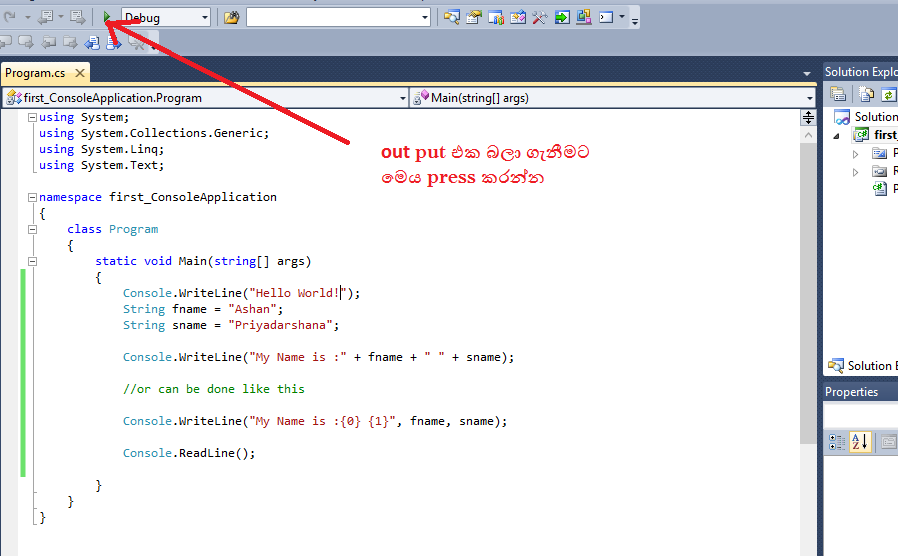 Debug
Program.cs
Solution Explo
first_ConsoleApplication.Program
Main(string[] args)
Solution
first_
P
R
P
using System;
using System.Collections.Generic;
using System.Linq;
using System.Text;
out put එක බලා ගැනීමට
මෙය press කරන්න
namespace first_ConsoleApplication
{
class Program
{
static void Main(string[] args)
{
Console.WriteLine("Hello World!");
String fname = "Ashan";
String sname = "Priyadarshana";
Console.WriteLine("My Name is :" + fname + " " + sname);
//or can be done like this
Console.WriteLine("My Name is :{0} {1}", fname, sname);
Console.ReadLine();
}
}
}
Solution E
Properties